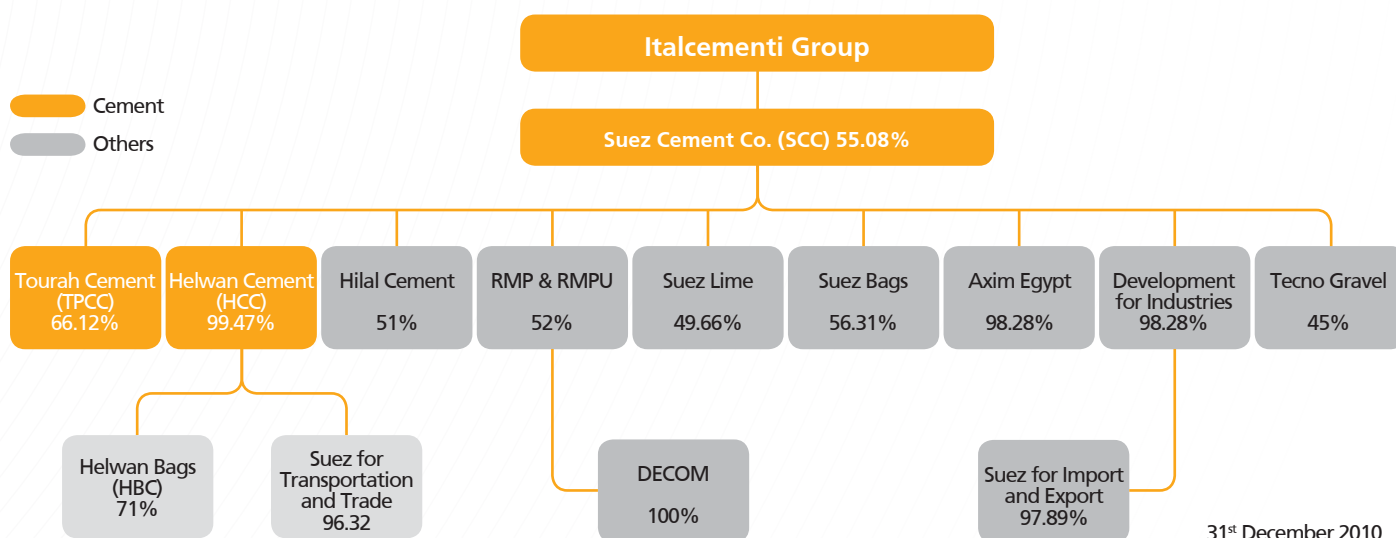 Italcementi Group
Cement
Others
Suez Cement Co. (SCC) 55.08%
Tourah Cement
(TPCC)
66.12%
Helwan Cement
(HCC)
99.47%
Hilal Cement
51%
RMP & RMPU
52%
Suez Lime
49.66%
Suez Bags
56.31%
Axim Egypt
98.28%
Development
for Industries
98.28%
Tecno Gravel
45%
Helwan Bags
(HBC)
71%
Suez for
Transportation
and Trade
96.32
DECOM
100%
Suez for Import
and Export
97.89%
31st December 2010